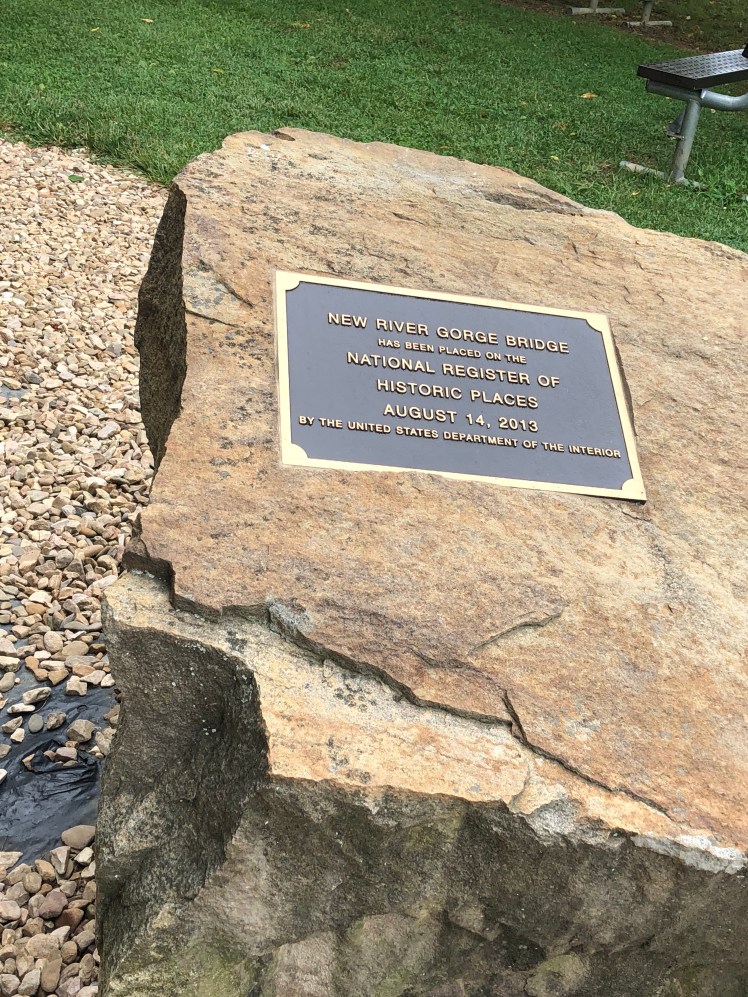 NEW RIVER GORGE BRIDGE
HAS BEEN PLACED ON THE
NATIONAL REGISTER OF
HISTORIC PLACES
AUGUST 14, 2013
BY THE UNITED STATES DEPARTMENT OF THE INTERIOR